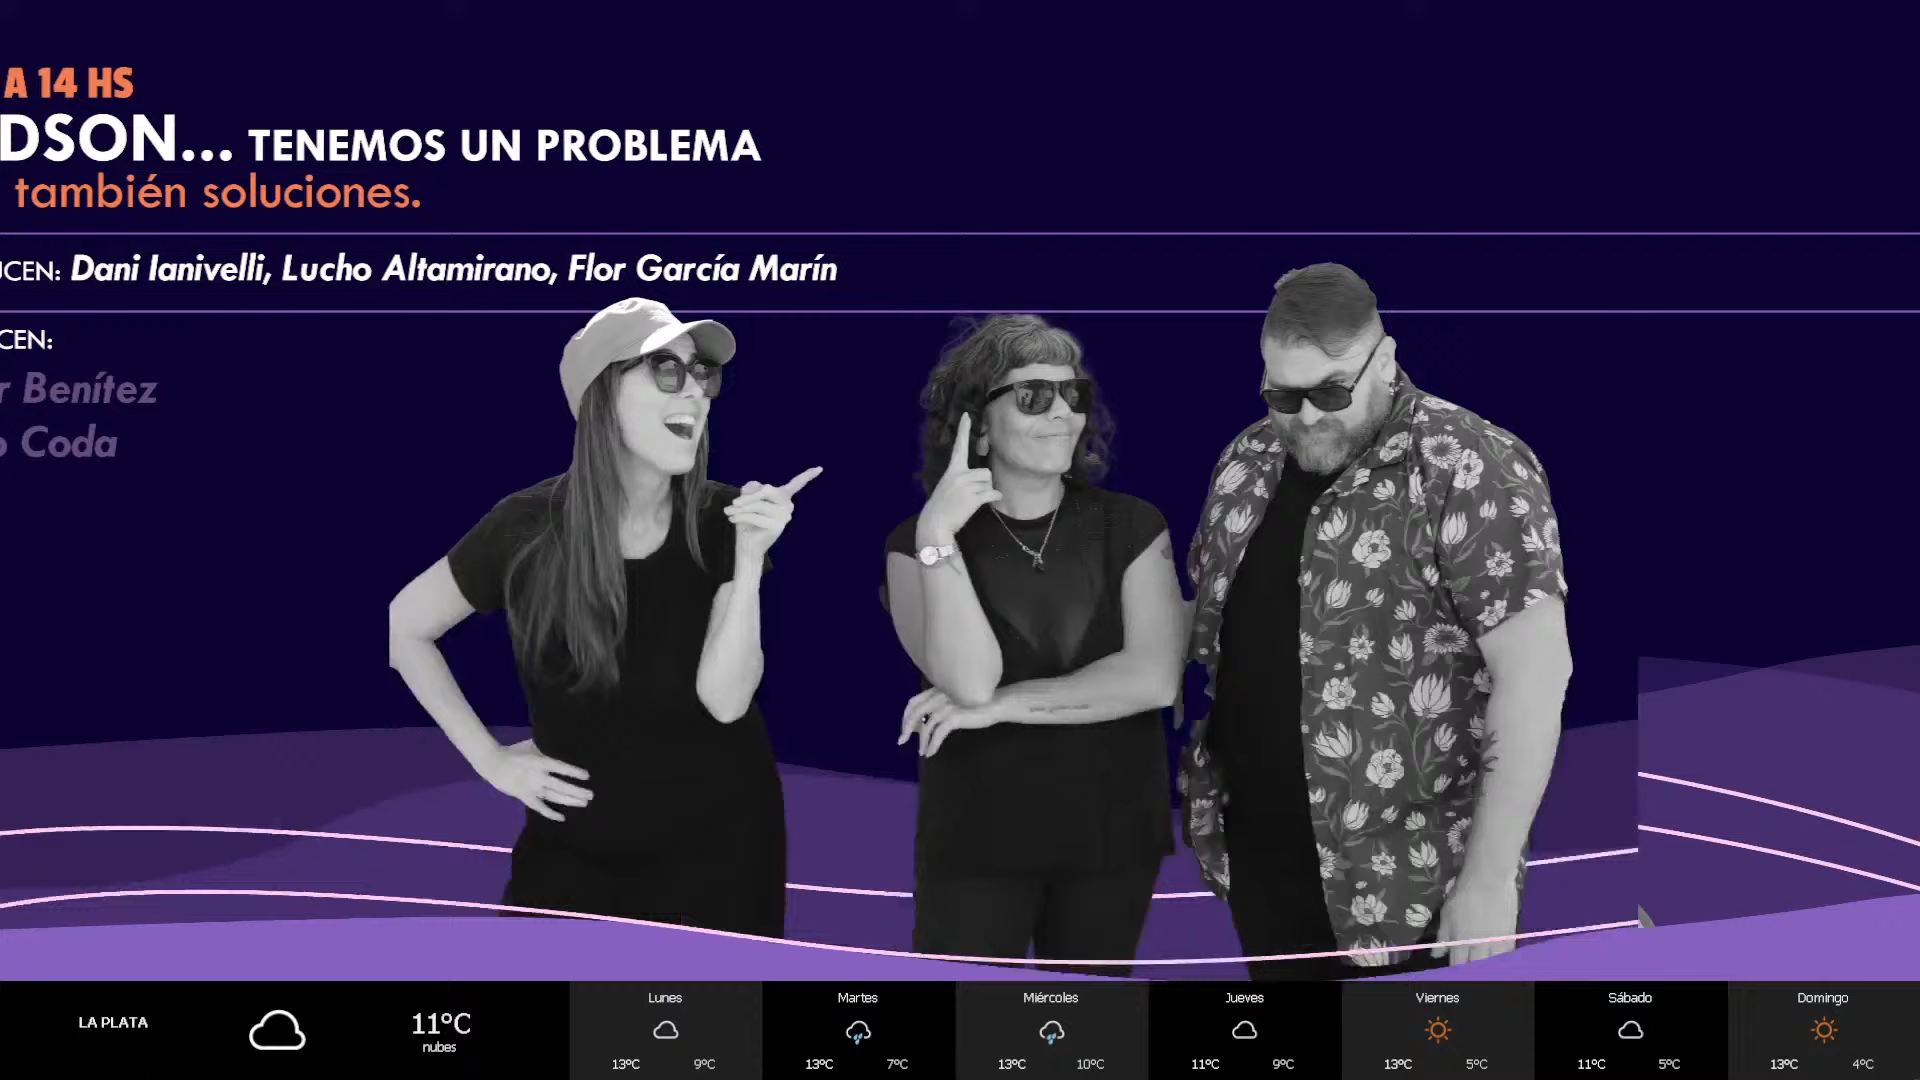 A 14 HS
DSON... TENEMOS UN PROBLEMA
también soluciones.
UCEN: Dani Ianivelli, Lucho Altamirano, Flor García Marín
CEN:
r Benítez
o Coda
LA PLATA
11°C
nubes
Lunes
13°C 9°C
Martes
13°C 7°C
Miércoles
13°C 10°C
Jueves
11°C 9°C
Viernes
13°C 5°C
Sábado
11°C 5°C
Domingo
13°C 4°C